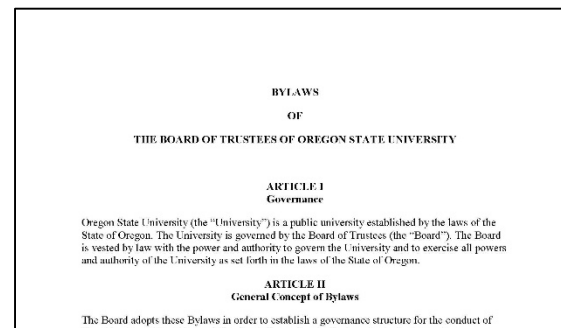 BYLAWS
OF
THE BOARD OF TRUSTEES OF OREGON STATE UNIVERSITY
ARTICLE I
Governance
Oregon State University (the “University”) is a public university established by the laws of the
State of Oregon. The University is governed by the Board of Trustees (the “Board”). The Board
is vested by law with the power and authority to govern the University and to exercise all powers
and authority of the University as set forth in the laws of the State of Oregon.
ARTICLE II
General Concept of Bylaws
The Board adopts these Bylaws in order to establish a governance structure for the conduct of